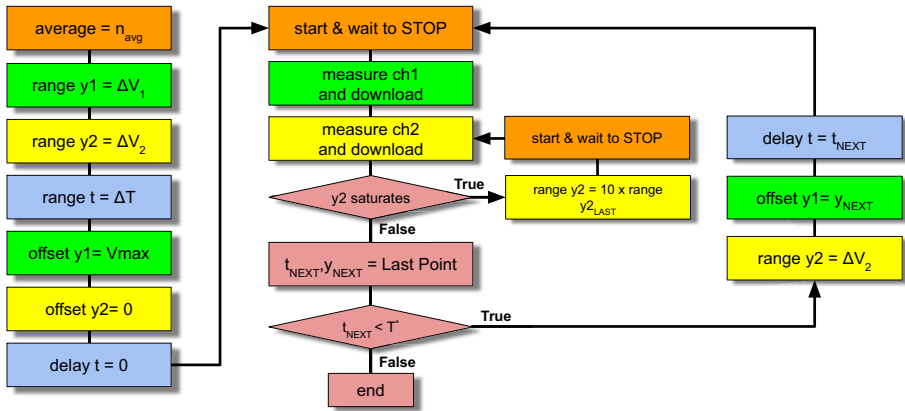 average = n_avg
range y1 = ΔV_1
range y2 = ΔV_2
range t = ΔT
offset y1= Vmax
offset y2= 0
delay t = 0
start & wait to STOP
measure ch1
and download
measure ch2
and download
y2 saturates
True
False
start & wait to STOP
range y2 = 10 x range
y2_LAST
t_NEXT,y_NEXT = Last Point
t_NEXT < T*
True
False
end
delay t = t_NEXT
offset y1= y_NEXT
range y2 = ΔV_2